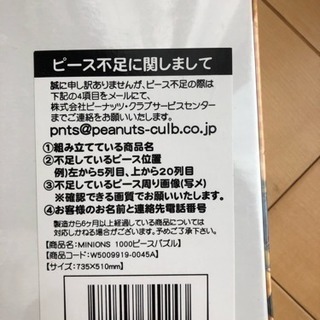 ピース不足に関しまして
誠に申し訳ありませんが、ピース不足の際は
下記の4項目をメールにて、
株式会社ピーナッツ・クラブサービスセンター
までご連絡をお願いいたします。
pnts@peanuts-culb.co.jp
①組み立てている商品名
②不足しているピース位置
例)左から5列目、上から20列目
③不足しているピース周り画像(写メ)
※確認できる画質でお願いいたします。
④お客様のお名前と連絡先電話番号
製造から6ケ月以上経過している商品については
対応しかねる場合がございます。予めご了承下さい。
【商品名:MINIONS 1000ピースパズル】
【商品コード:W5009919-0045A】
【サイズ:735×510mm】